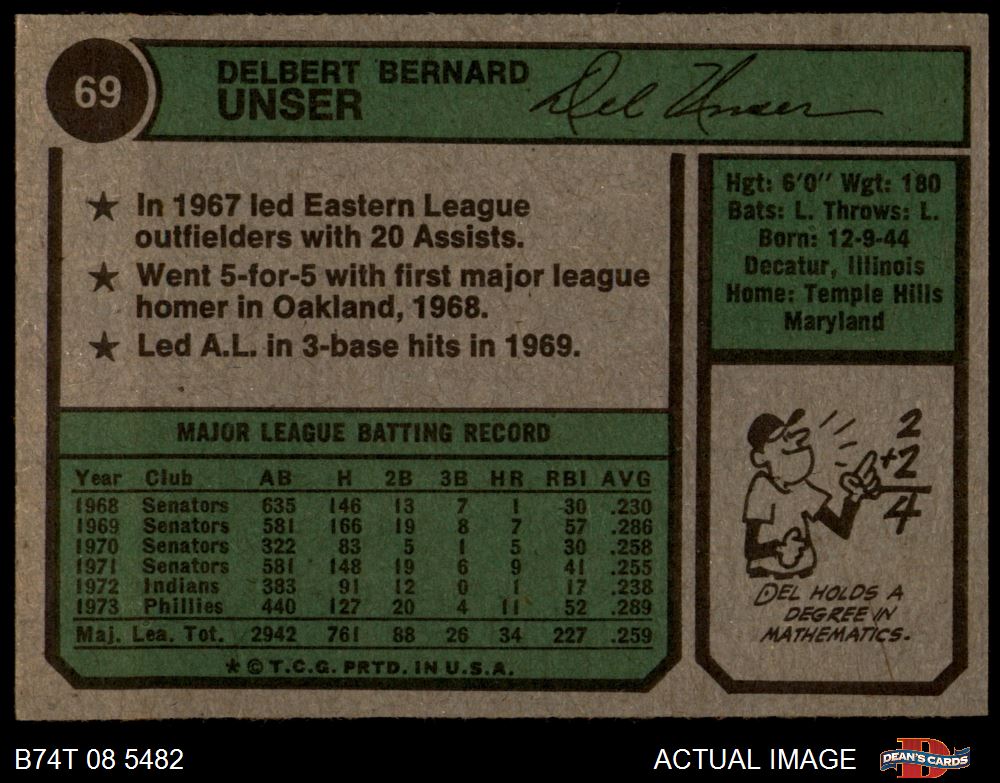 69
DELBERT BERNARD
UNSER
Del Unser
★ In 1967 led Eastern League
outfielders with 20 Assists.
★ Went 5-for-5 with first major league
homer in Oakland, 1968.
★ Led A.L. in 3-base hits in 1969.
Hgt: 6'0" Wgt: 180
Bats: L. Throws: L.
Born: 12-9-44
Decatur, Illinois
Home: Temple Hills
Maryland
MAJOR LEAGUE BATTING RECORD
Year Club AB H 2B 3B HR RBI AVG
1968 Senators 635 146 13 7 1 30 .230
1969 Senators 581 166 19 8 7 57 .286
1970 Senators 322 83 5 1 5 30 .258
1971 Senators 581 148 19 6 9 41 .255
1972 Indians 383 91 12 0 1 17 .238
1973 Phillies 440 127 20 4 11 52 .289
Maj. Lea. Tot. 2942 761 88 26 34 227 .259
★ © T.C.G. PRTD. IN U.S.A.
2
+2
4
DEL HOLDS A
DEGREE IN
MATHEMATICS.
B74T 08 5482
ACTUAL IMAGE
DEAN'S CARDS